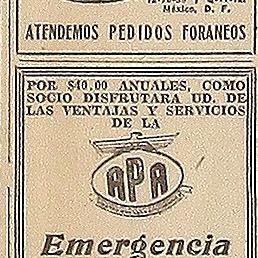 México, D. F.
ATENDEMOS PEDIDOS FORANEOS
POR $40.00 ANUALES, COMO
SOCIO DISFRUTARA UD. DE
LAS VENTAJAS Y SERVICIOS
DE LA
APA
Emergencia